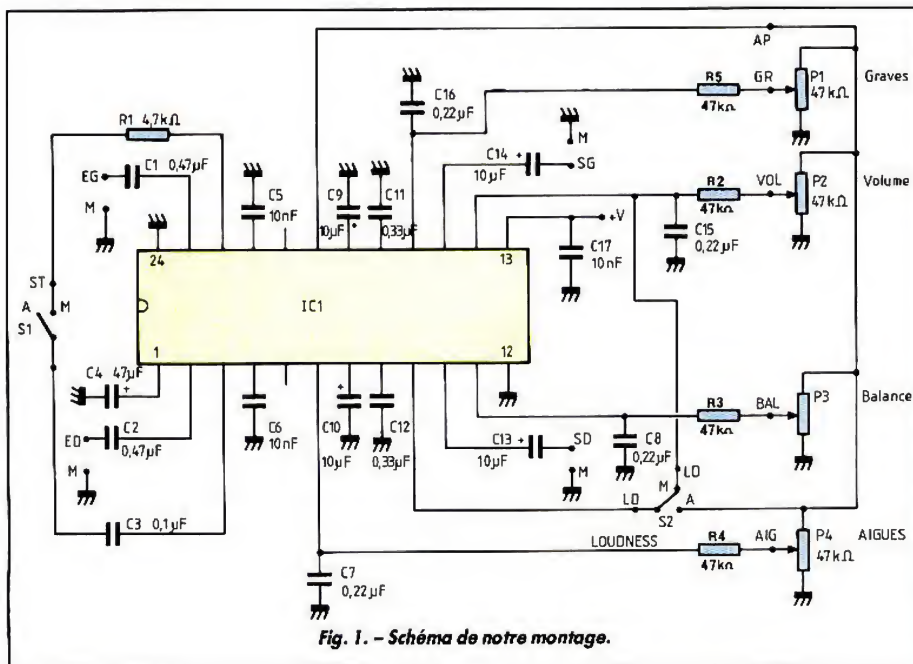 AP
C16
0,22µF
R5
47kΩ
GR
P1
47kΩ
Graves
R1 4,7kΩ
M
SG
C14
+
10µF
EG
C1 0,47µF
C5
10nF
C9
10µF
+
C11
0,33µF
R2
47kΩ
VOL
P2
47kΩ
Volume
C15
0,22µF
+V
C17
10nF
M
24
13
ST
A
M
S1
IC1
1
12
C4 47µF
+
ED
C2
0,47µF
M
C3 0,1µF
C6
10nF
C10
10µF
+
C12
0,33µF
C13
+
10µF
SD
M
C8
0,22µF
R3
47kΩ
BAL
P3
Balance
LD
M
A
LD
S2
LOUDNESS
R4
47kΩ
AIG
P4
47kΩ
AIGUES
C7
0,22µF
Fig. 1. – Schéma de notre montage.